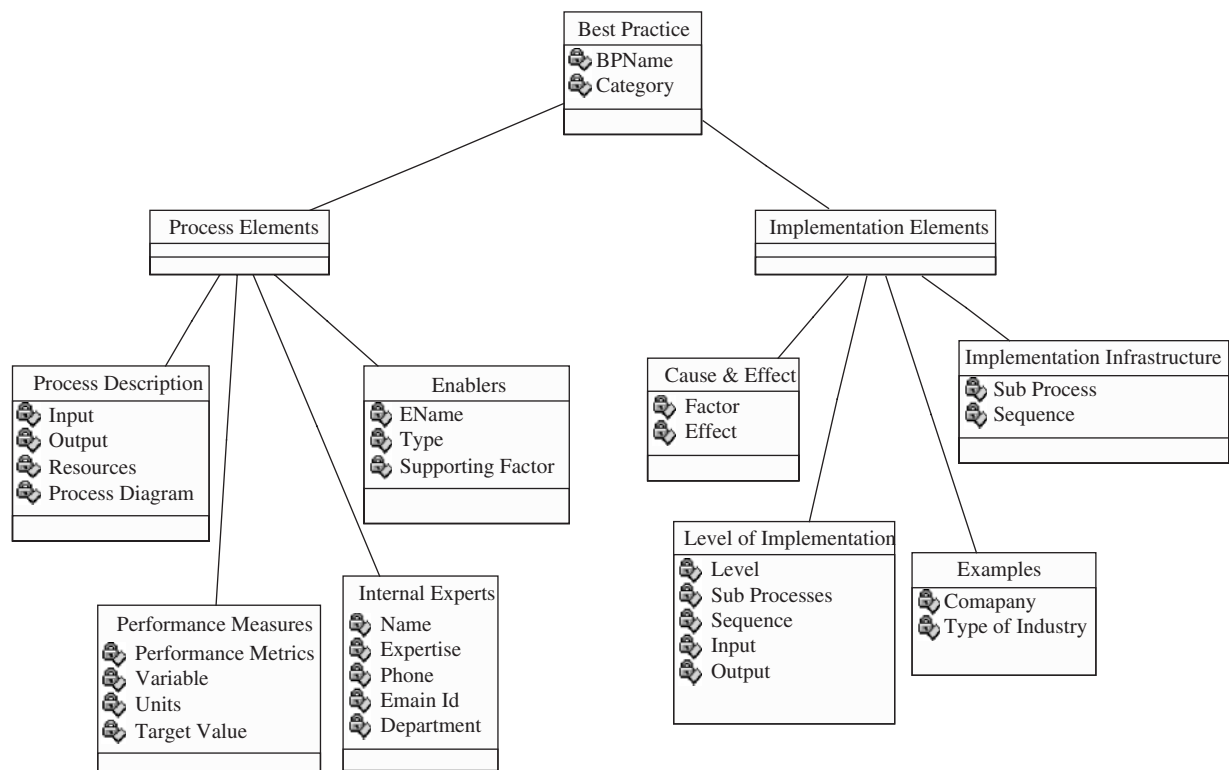 Best Practice
BPName
Category
Process Elements
Implementation Elements
Process Description
Input
Output
Resources
Process Diagram
Enablers
EName
Type
Supporting Factor
Cause & Effect
Factor
Effect
Implementation Infrastructure
Sub Process
Sequence
Performance Measures
Performance Metrics
Variable
Units
Target Value
Internal Experts
Name
Expertise
Phone
Emain Id
Department
Level of Implementation
Level
Sub Processes
Sequence
Input
Output
Examples
Comapany
Type of Industry